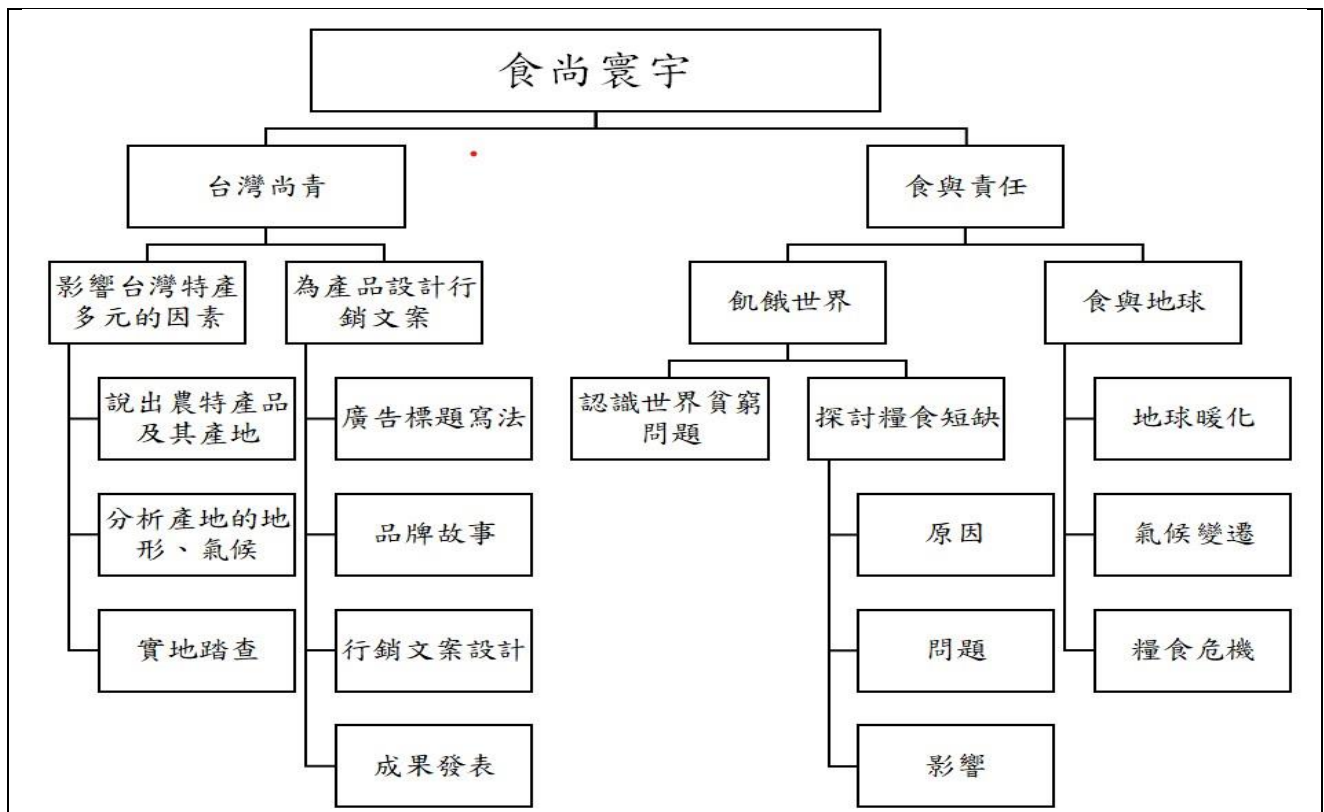 食尚寰宇
台灣尚青
食與責任
影響台灣特產
多元的因素
為產品設計行
銷文案
飢餓世界
食與地球
說出農特產品
及其產地
廣告標題寫法
認識世界貧窮
問題
探討糧食短缺
地球暖化
分析產地的地
形、氣候
品牌故事
原因
氣候變遷
實地踏查
行銷文案設計
問題
糧食危機
成果發表
影響